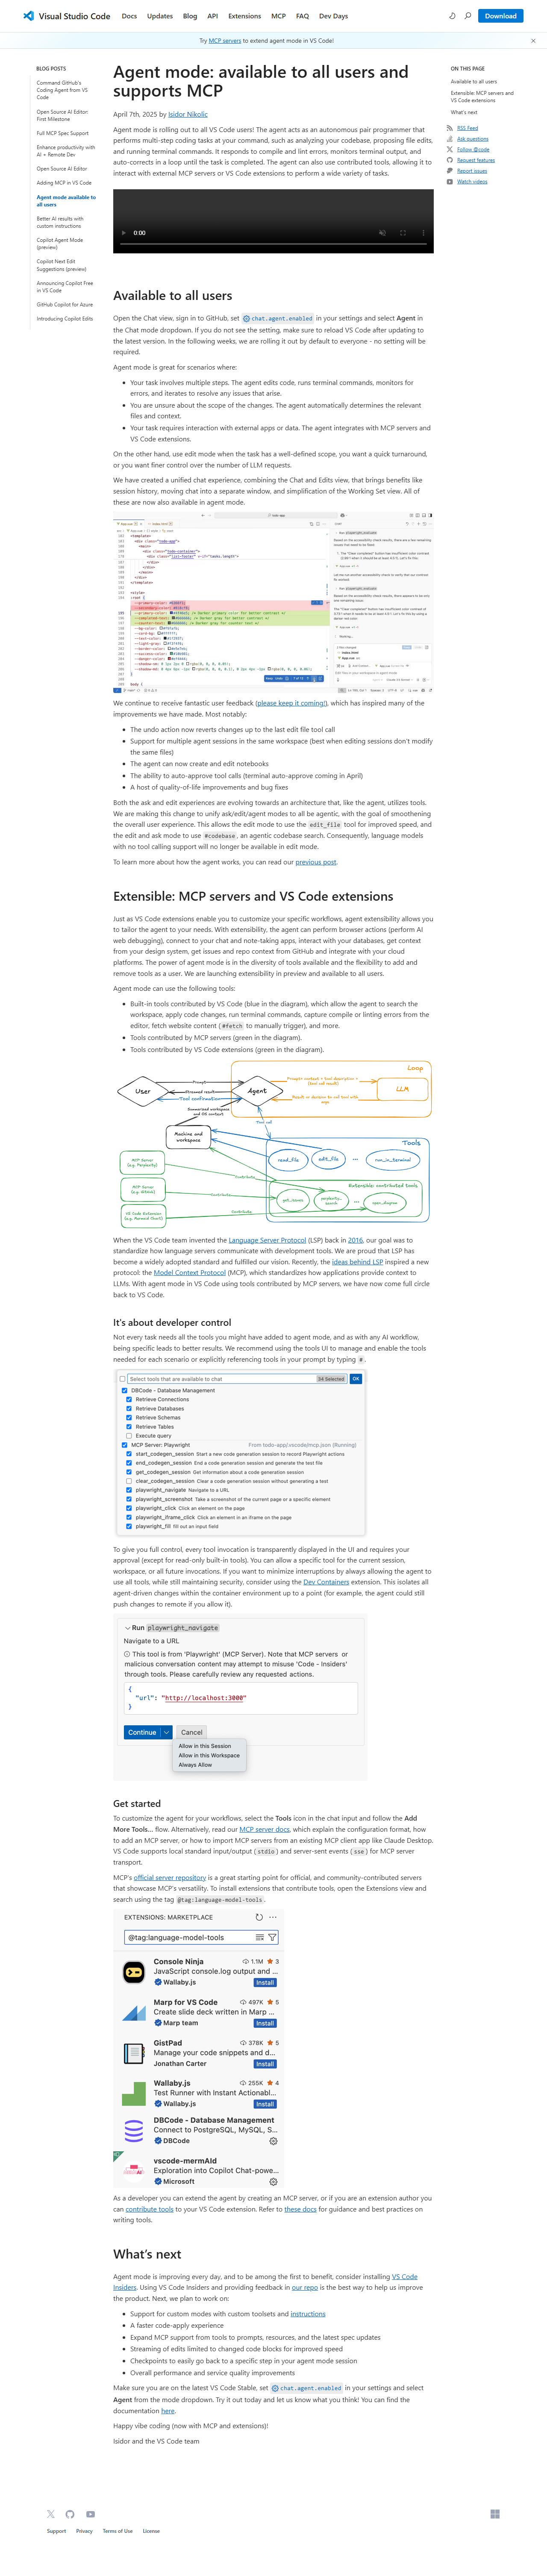 Visual Studio Code
Docs
Updates
Blog
API
Extensions
MCP
FAQ
Dev Days
Download
Try MCP servers to extend agent mode in VS Code!
BLOG POSTS
Command GitHub's
Coding Agent from VS
Code
Open Source AI Editor:
First Milestone
Full MCP Spec Support
Enhance productivity with
AI + Remote Dev
Open Source AI Editor
Adding MCP in VS Code
Agent mode available to
all users
Better AI results with
custom instructions
Copilot Agent Mode
(preview)
Copilot Next Edit
Suggestions (preview)
Announcing Copilot Free
in VS Code
GitHub Copilot for Azure
Introducing Copilot Edits
ON THIS PAGE
Available to all users
Extensible: MCP servers and
VS Code extensions
What's next
RSS Feed
Ask questions
Follow @code
Request features
Report issues
Watch videos
Agent mode: available to all users and
supports MCP
April 7th, 2025 by Isidor Nikolic
Agent mode is rolling out to all VS Code users! The agent acts as an autonomous pair programmer that
performs multi-step coding tasks at your command, such as analyzing your codebase, proposing file edits,
and running terminal commands. It responds to compile and lint errors, monitors terminal output, and
auto-corrects in a loop until the task is completed. The agent can also use contributed tools, allowing it to
interact with external MCP servers or VS Code extensions to perform a wide variety of tasks.
0:00
Available to all users
Open the Chat view, sign in to GitHub, set chat.agent.enabled in your settings and select Agent in
the Chat mode dropdown. If you do not see the setting, make sure to reload VS Code after updating to
the latest version. In the following weeks, we are rolling it out by default to everyone - no setting will be
required.
Agent mode is great for scenarios where:
Your task involves multiple steps. The agent edits code, runs terminal commands, monitors for
errors, and iterates to resolve any issues that arise.
You are unsure about the scope of the changes. The agent automatically determines the relevant
files and context.
Your task requires interaction with external apps or data. The agent integrates with MCP servers and
VS Code extensions.
On the other hand, use edit mode when the task has a well-defined scope, you want a quick turnaround,
or you want finer control over the number of LLM requests.
We have created a unified chat experience, combining the Chat and Edits view, that brings benefits like
session history, moving chat into a separate window, and simplification of the Working Set view. All of
these are now also available in agent mode.
We continue to receive fantastic user feedback (please keep it coming!), which has inspired many of the
improvements we have made. Most notably:
The undo action now reverts changes up to the last edit file tool call
Support for multiple agent sessions in the same workspace (best when editing sessions don't modify
the same files)
The agent can now create and edit notebooks
The ability to auto-approve tool calls (terminal auto-approve coming in April)
A host of quality-of-life improvements and bug fixes
Both the ask and edit experiences are evolving towards an architecture that, like the agent, utilizes tools.
We are making this change to unify ask/edit/agent modes to all be agentic, with the goal of smoothening
the overall user experience. This allows the edit mode to use the edit_file tool for improved speed, and
the edit and ask mode to use #codebase, an agentic codebase search. Consequently, language models
with no tool calling support will no longer be available in edit mode.
To learn more about how the agent works, you can read our previous post.
Extensible: MCP servers and VS Code extensions
Just as VS Code extensions enable you to customize your specific workflows, agent extensibility allows you
to tailor the agent to your needs. With extensibility, the agent can perform browser actions (perform AI
web debugging), connect to your chat and note-taking apps, interact with your databases, get context
from your design system, get issues and repo context from GitHub and integrate with your cloud
platforms. The power of agent mode is in the diversity of tools available and the flexibility to add and
remove tools as a user. We are launching extensibility in preview and available to all users.
Agent mode can use the following tools:
Built-in tools contributed by VS Code (blue in the diagram), which allow the agent to search the
workspace, apply code changes, run terminal commands, capture compile or linting errors from the
editor, fetch website content (#fetch to manually trigger), and more.
Tools contributed by MCP servers (green in the diagram).
Tools contributed by VS Code extensions (green in the diagram).
Loop
User
Prompt
Streamed result
Tool confirmation
Agent
Prompt + context + tool description +
(tool call result)
LLM
Result or decision to call tool with
args
Summarized workspace
and OS context
Tool call
Machine and
workspace
Tools
read_file
edit_file
...
run_in_terminal
MCP Server
(e.g. Perplexity)
Contribute
Extensible: contributed tools
MCP Server
(e.g. GitHub)
Contribute
get_issues
perplexity_
search
...
open_diagram
VS Code Extension
(e.g. Mermaid Chart)
Contribute
When the VS Code team invented the Language Server Protocol (LSP) back in 2016, our goal was to
standardize how language servers communicate with development tools. We are proud that LSP has
become a widely adopted standard and fulfilled our vision. Recently, the ideas behind LSP inspired a new
protocol: the Model Context Protocol (MCP), which standardizes how applications provide context to
LLMs. With agent mode in VS Code using tools contributed by MCP servers, we have now come full circle
back to VS Code.
It's about developer control
Not every task needs all the tools you might have added to agent mode, and as with any AI workflow,
being specific leads to better results. We recommend using the tools UI to manage and enable the tools
needed for each scenario or explicitly referencing tools in your prompt by typing #.
Select tools that are available to chat
54 Selected
OK
DBCode - Database Management
Retrieve Connections
Retrieve Databases
Retrieve Schemas
Retrieve Tables
Execute query
MCP Server: Playwright From todo-app/.vscode/mcp.json (Running)
start_codegen_session Start a new code generation session to record Playwright actions
end_codegen_session End a code generation session and generate the test file
get_codegen_session Get information about a code generation session
clear_codegen_session Clear a code generation session without generating a test
playwright_navigate Navigate to a URL
playwright_screenshot Take a screenshot of the current page or a specific element
playwright_click Click an element on the page
playwright_iframe_click Click an element in an iframe on the page
playwright_fill fill out an input field
To give you full control, every tool invocation is transparently displayed in the UI and requires your
approval (except for read-only built-in tools). You can allow a specific tool for the current session,
workspace, or all future invocations. If you want to minimize interruptions by always allowing the agent to
use all tools, while still maintaining security, consider using the Dev Containers extension. This isolates all
agent-driven changes within the container environment up to a point (for example, the agent could still
push changes to remote if you allow it).
Run playwright_navigate
Navigate to a URL
This tool is from 'Playwright' (MCP Server). Note that MCP servers or
malicious conversation content may attempt to misuse 'Code - Insiders'
through tools. Please carefully review any requested actions.
{
"url": "http://localhost:3000"
}
Continue
Cancel
Allow in this Session
Allow in this Workspace
Always Allow
Get started
To customize the agent for your workflows, select the Tools icon in the chat input and follow the Add
More Tools... flow. Alternatively, read our MCP server docs, which explain the configuration format, how
to add an MCP server, or how to import MCP servers from an existing MCP client app like Claude Desktop.
VS Code supports local standard input/output (stdio) and server-sent events (sse) for MCP server
transport.
MCP's official server repository is a great starting point for official, and community-contributed servers
that showcase MCP's versatility. To install extensions that contribute tools, open the Extensions view and
search using the tag @tag:language-model-tools.
EXTENSIONS: MARKETPLACE
@tag:language-model-tools
Console Ninja 1.1M 3
JavaScript console.log output and ...
Wallaby.js Install
Marp for VS Code 497K 5
Create slide deck written in Marp ...
Marp team Install
GistPad 378K 5
Manage your code snippets and d...
Jonathan Carter Install
Wallaby.js 255K 4
Test Runner with Instant Actionabl...
Wallaby.js Install
DBCode - Database Management
Connect to PostgreSQL, MySQL, S...
DBCode
vscode-mermAId
Exploration into Copilot Chat-powe...
Microsoft
As a developer you can extend the agent by creating an MCP server, or if you are an extension author you
can contribute tools to your VS Code extension. Refer to these docs for guidance and best practices on
writing tools.
What's next
Agent mode is improving every day, and to be among the first to benefit, consider installing VS Code
Insiders. Using VS Code Insiders and providing feedback in our repo is the best way to help us improve
the product. Next, we plan to work on:
Support for custom modes with custom toolsets and instructions
A faster code-apply experience
Expand MCP support from tools to prompts, resources, and the latest spec updates
Streaming of edits limited to changed code blocks for improved speed
Checkpoints to easily go back to a specific step in your agent mode session
Overall performance and service quality improvements
Make sure you are on the latest VS Code Stable, set chat.agent.enabled in your settings and select
Agent from the mode dropdown. Try it out today and let us know what you think! You can find the
documentation here.
Happy vibe coding (now with MCP and extensions)!
Isidor and the VS Code team
Support
Privacy
Terms of Use
License